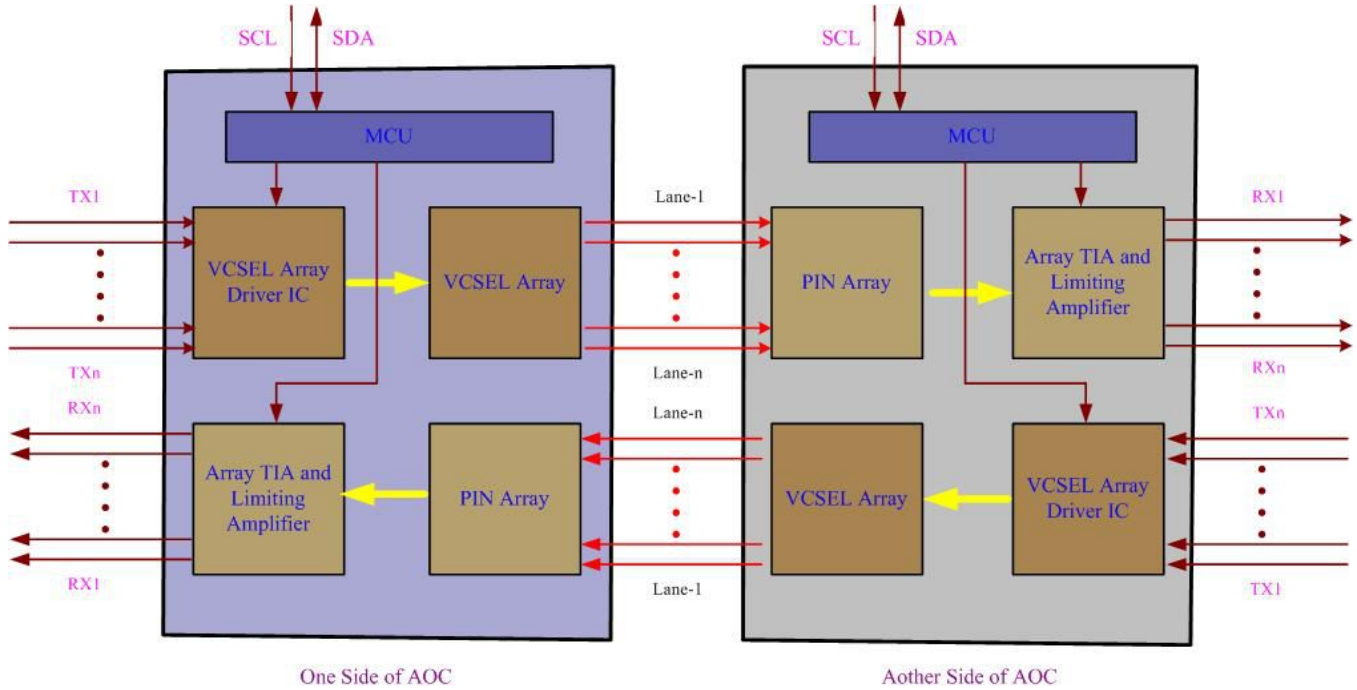 SCL
SDA
SCL
SDA
MCU
MCU
TX1
Lane-1
RX1
VCSEL Array
Driver IC
VCSEL Array
PIN Array
Array TIA and
Limiting
Amplifier
TXn
Lane-n
RXn
RXn
Lane-n
TXn
Array TIA and
Limiting
Amplifier
PIN Array
VCSEL Array
VCSEL Array
Driver IC
RX1
Lane-1
TX1
One Side of AOC
Aother Side of AOC